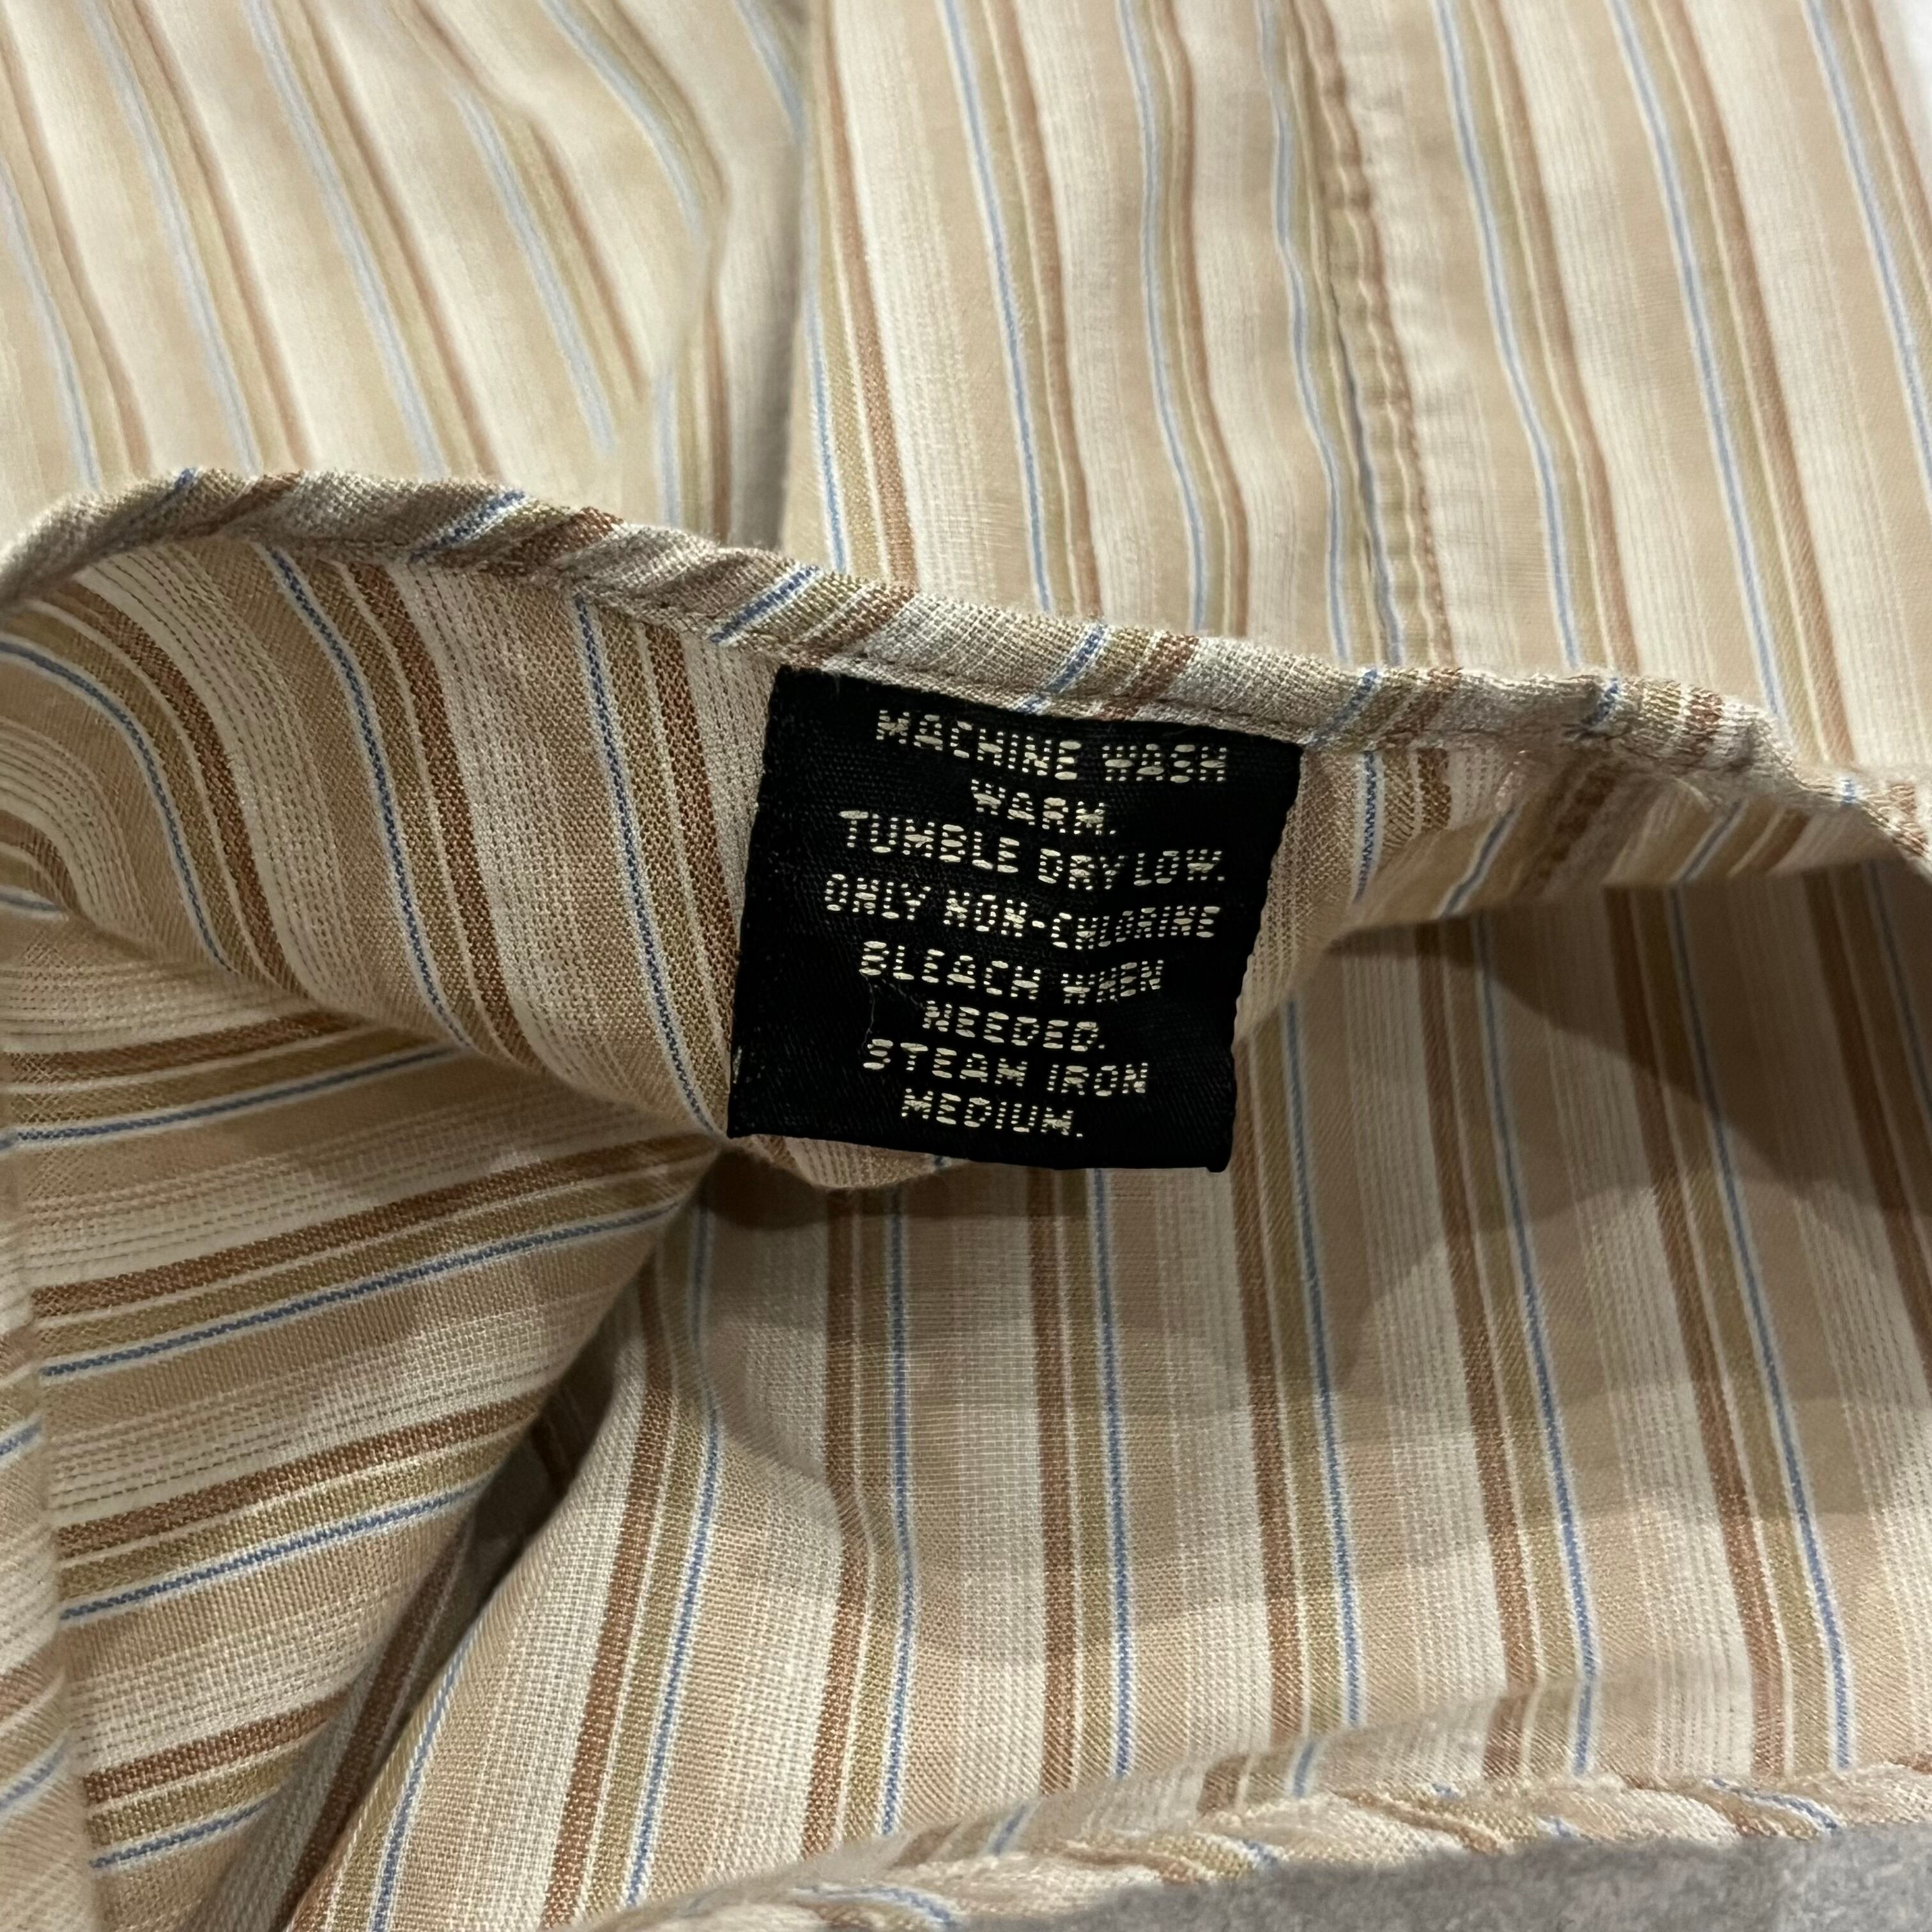 MACHINE WASH
WARM.
TUMBLE DRY LOW.
ONLY NON-CHLORINE
BLEACH WHEN
NEEDED.
STEAM IRON
MEDIUM.